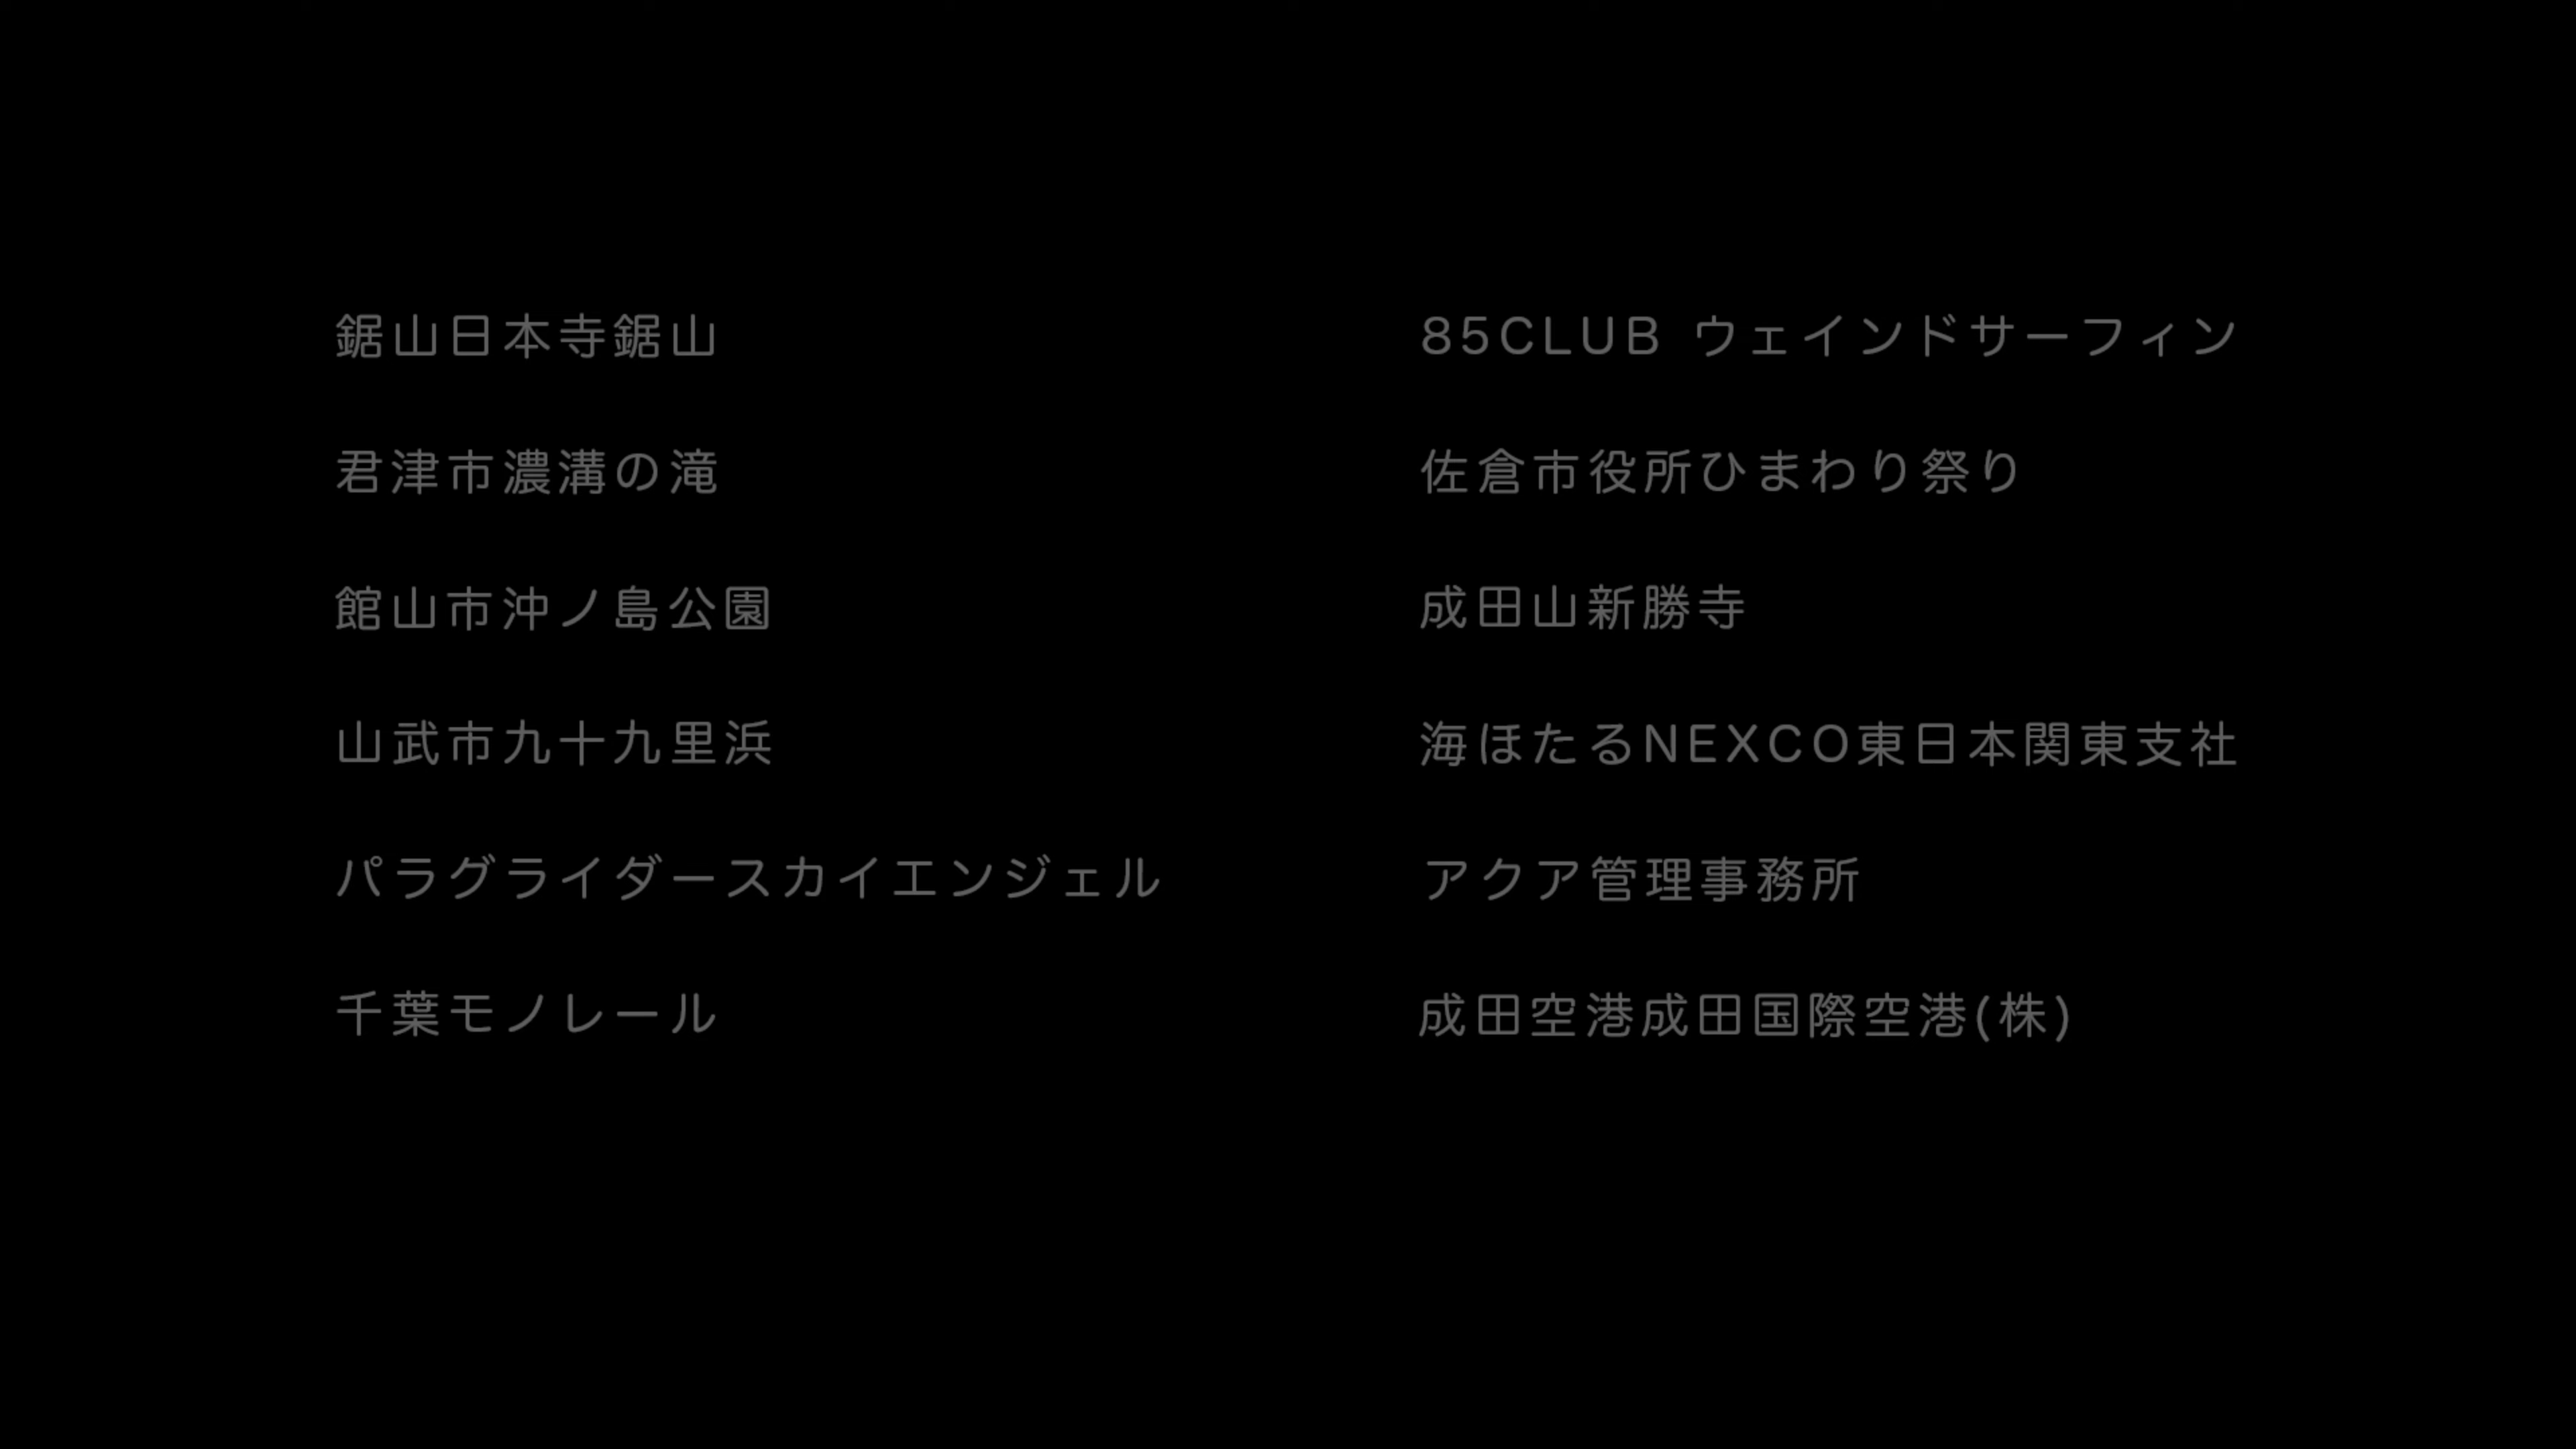 鋸山日本寺鋸山
君津市濃溝の滝
館山市沖ノ島公園
山武市九十九里浜
パラグライダースカイエンジェル
千葉モノレール
85CLUB ウェインドサーフィン
佐倉市役所ひまわり祭り
成田山新勝寺
海ほたるNEXCO東日本関東支社
アクア管理事務所
成田空港成田国際空港(株)